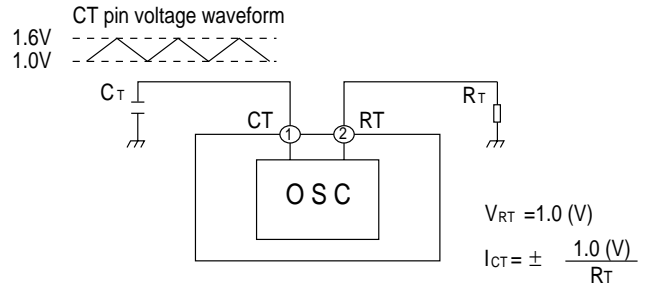 CT pin voltage waveform
1.6V
1.0V
CT
RT
CT
1
2
RT
OSC
VRT =1.0 (V)
ICT = ± 1.0 (V)
RT